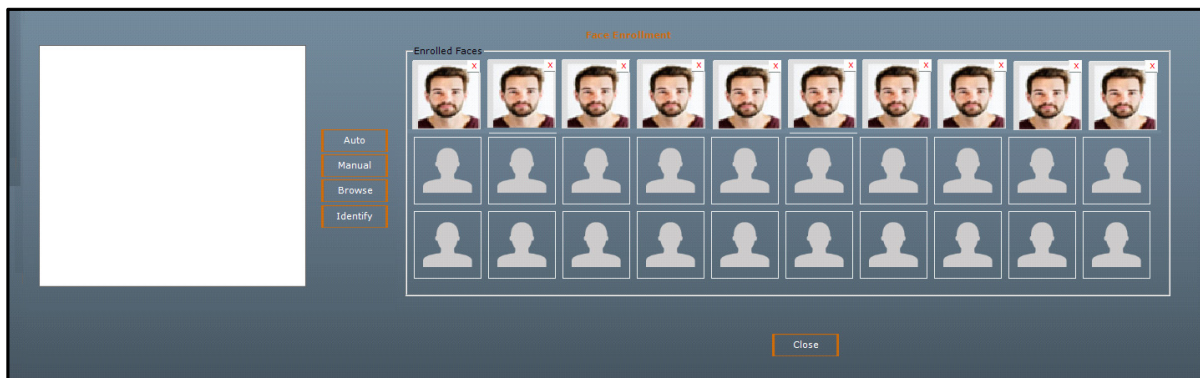 Face Enrollment
Enrolled Faces
X X X X X X X X X X
Auto
Manual
Browse
Identify
Close